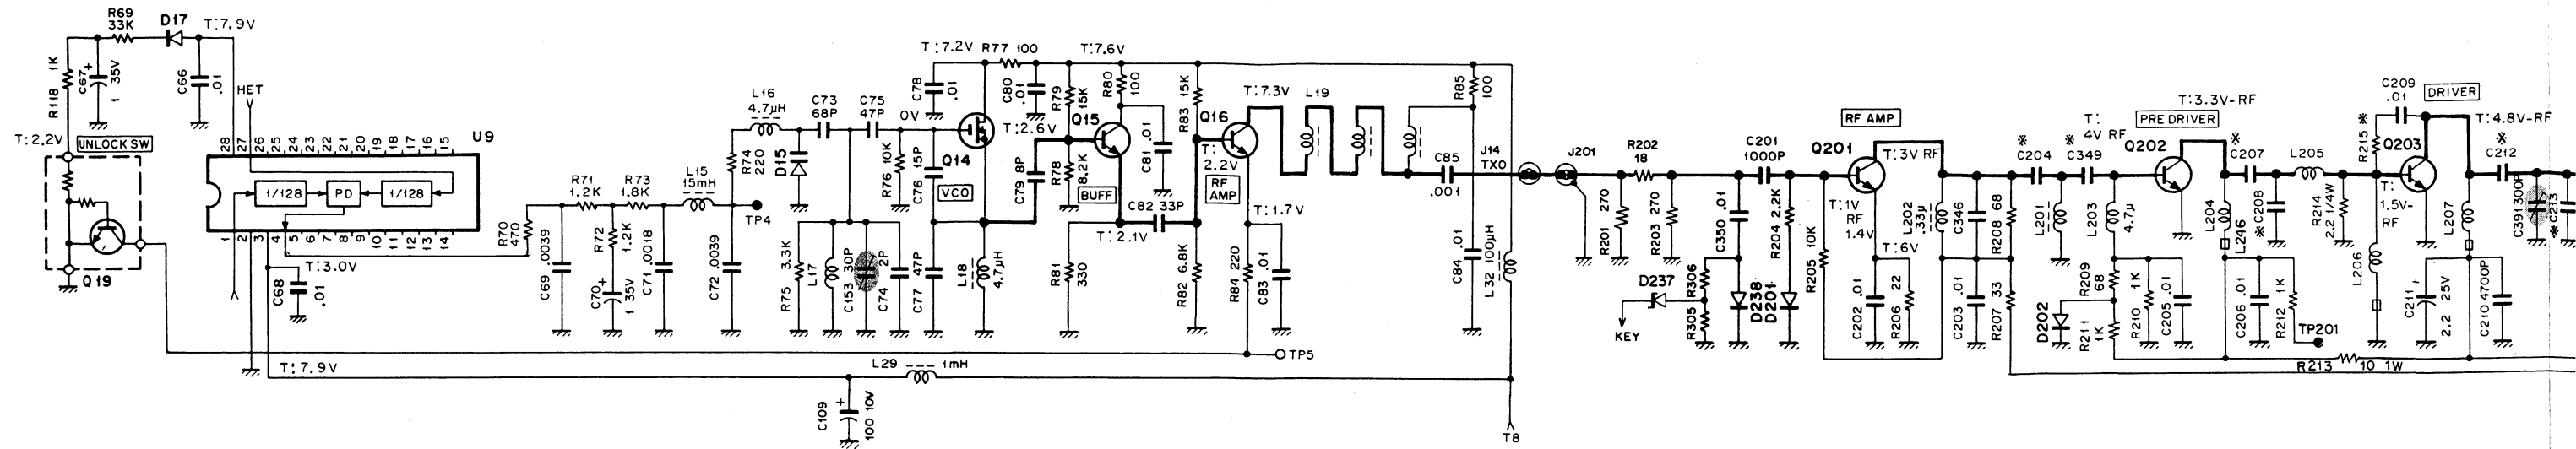 R69
33K
D17
T:7.9V
R118 1K
C67 +
1 35V
C66
.01
HET
T:2.2V
UNLOCK SW
Q19
28 27 26 25 24 23 22 21 20 19 18 17 16 15
U9
1/128
PD
1/128
1 2 3 4 5 6 7 8 9 10 11 12 13 14
T:3.0V
C68
.01
T:7.9V
R70
470
C69 .0039
R71
1.2K
R72
1.2K
C70 +
1 35V
R73
1.8K
C71 .0018
L15
15mH
C72 .0039
TP4
R74
220
L16
4.7µH
D15
C73
68P
C75
47P
R75 3.3K
L17
C153 30P
C74 2P
R76 10K
0V
C76 15P
C77 47P
C78
.01
T:7.2V
R77 100
Q14
VCO
T:2.6V
L18
4.7µH
C80
.01
C79 8P
R79
15K
R78
8.2K
T:7.6V
R80
100
Q15
BUFF
C81 .01
T:2.1V
R81
330
C82 33P
R83 15K
R82 6.8K
Q16
T:
2.2V
RF
AMP
T:7.3V
L19
T:1.7V
R84 220
C83 .01
TP5
L29
1mH
C109
+
100 10V
C85
.001
R85
100
C84 .01
L32 100µH
T8
J14
TXO
J201
R201 270
R202
18
R203 270
D237
KEY
R306
R305
C350 .01
D238
D201
C201
1000P
R204 2.2K
R205 10K
RF AMP
Q201
T:3V RF
T:1V
RF
1.4V
T:.6V
C202 .01
R206 22
L202
33µ
C346
C203 .01
R208 68
R207 33
※
C204
L201
※
C349
L203
4.7µ
T:
4V RF
R209
68
D202
R211
1K
R210 1K
C205 .01
Q202
PRE DRIVER
T:3.3V-RF
L204
L246
※
C207
※ C208
C206 .01
R212 1K
TP201
L205
R214
2.2 1/4W
R213 10 1W
R215 ※
C209
.01
DRIVER
Q203
T:
1.5V-
RF
L206
C211 +
2.2 25V
L207
C210 4700P
T:4.8V-RF
※
C212
C391 300P
※ C213